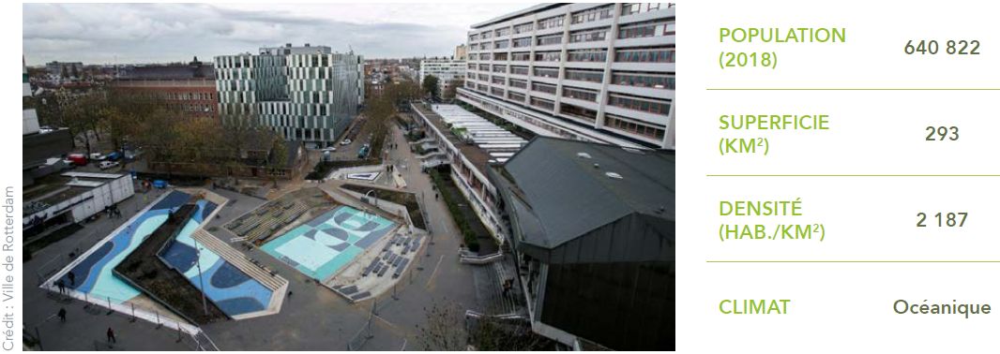 Crédit : Ville de Rotterdam
POPULATION
(2018)
640 822
SUPERFICIE
(KM²)
293
DENSITÉ
(HAB./KM²)
2 187
CLIMAT
Océanique